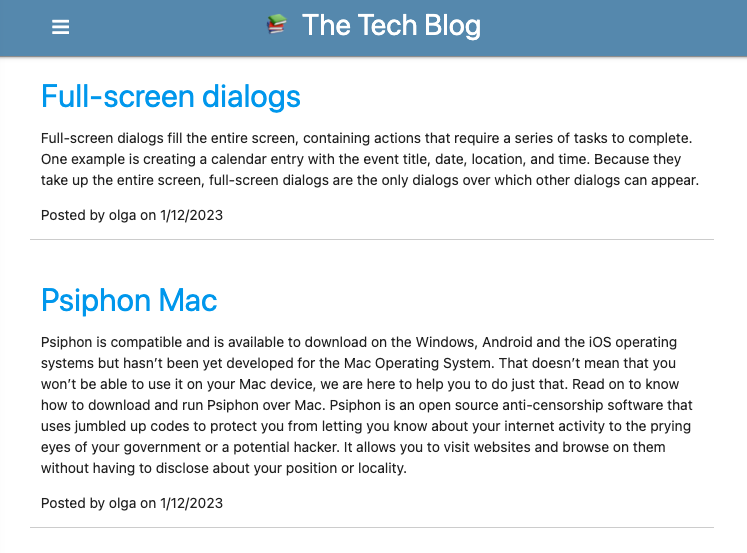 The Tech Blog
Full-screen dialogs
Full-screen dialogs fill the entire screen, containing actions that require a series of tasks to complete.
One example is creating a calendar entry with the event title, date, location, and time. Because they
take up the entire screen, full-screen dialogs are the only dialogs over which other dialogs can appear.
Posted by olga on 1/12/2023
Psiphon Mac
Psiphon is compatible and is available to download on the Windows, Android and the iOS operating
systems but hasn’t been yet developed for the Mac Operating System. That doesn’t mean that you
won’t be able to use it on your Mac device, we are here to help you to do just that. Read on to know
how to download and run Psiphon over Mac. Psiphon is an open source anti-censorship software that
uses jumbled up codes to protect you from letting you know about your internet activity to the prying
eyes of your government or a potential hacker. It allows you to visit websites and browse on them
without having to disclose about your position or locality.
Posted by olga on 1/12/2023